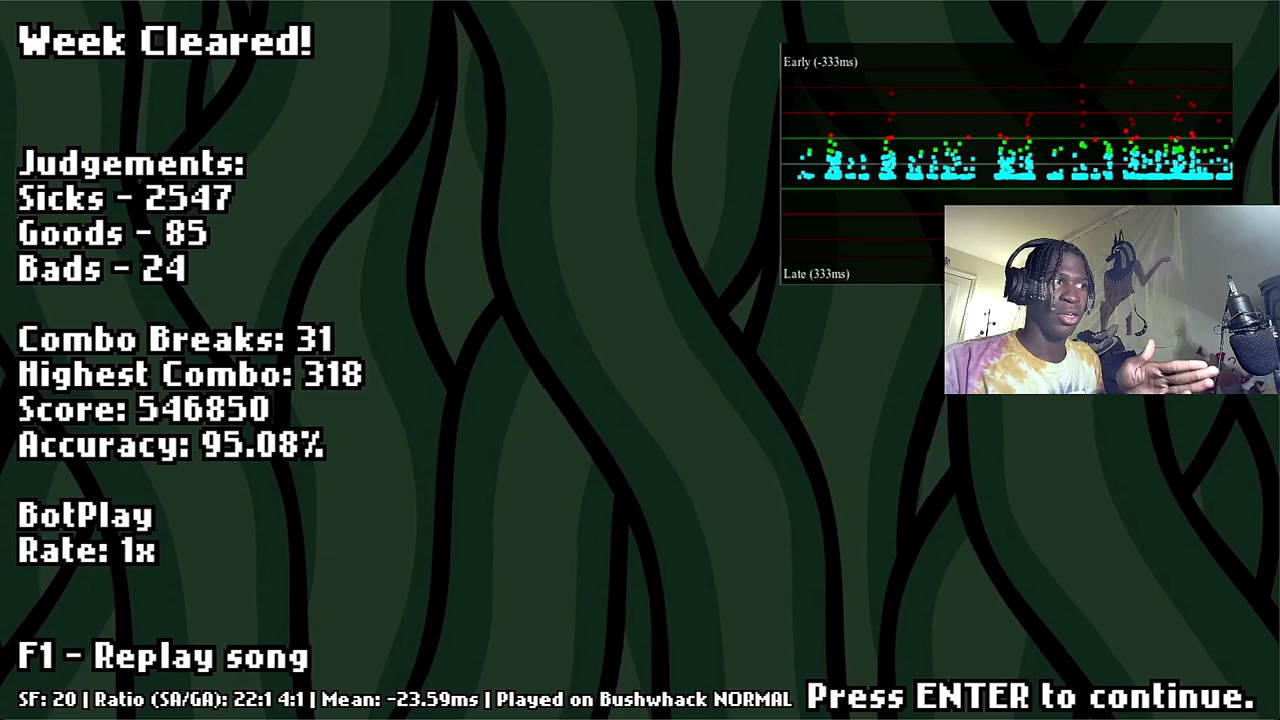 Week Cleared!
Judgements:
Sicks - 2547
Goods - 85
Bads - 24
Combo Breaks: 31
Highest Combo: 318
Score: 546850
Accuracy: 95.08%
BotPlay
Rate: 1x
F1 - Replay song
SF: 20 | Ratio (SA/GA): 22:1 4:1 | Mean: -23.59ms | Played on Bushwhack NORMAL
Press ENTER to continue.
Early (-333ms)
Late (333ms)